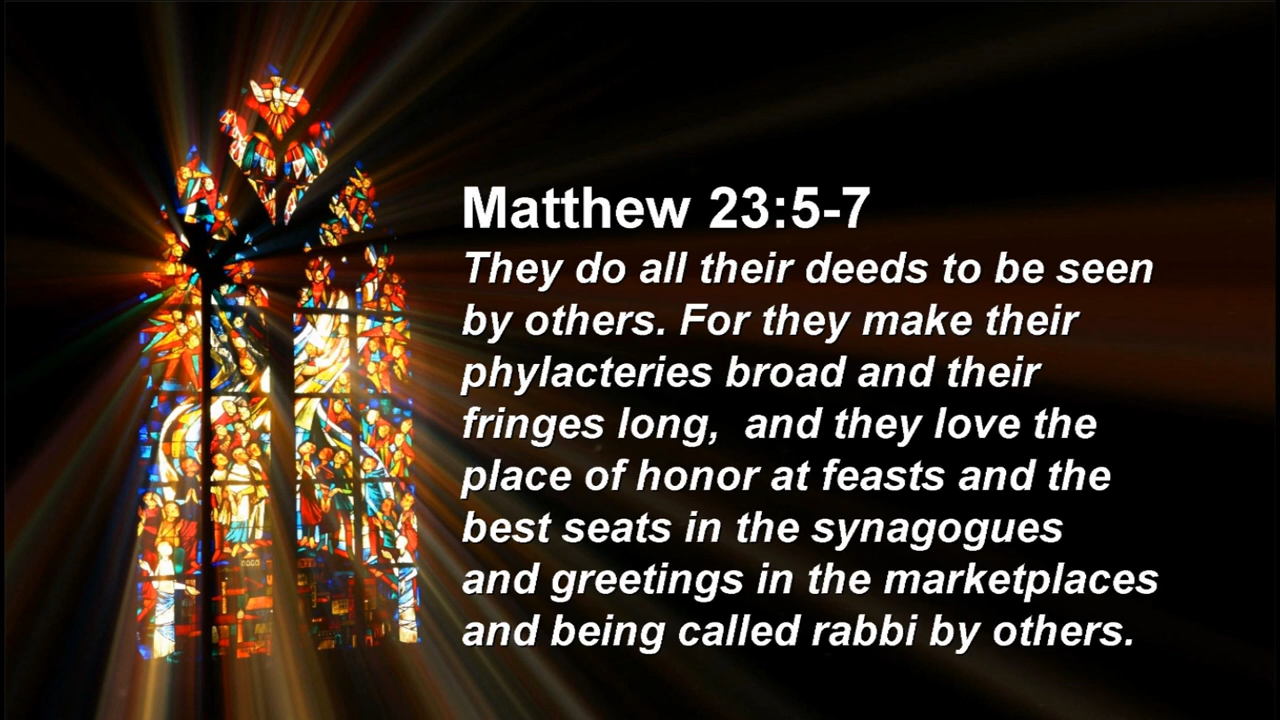 Matthew 23:5-7
They do all their deeds to be seen
by others. For they make their
phylacteries broad and their
fringes long,  and they love the
place of honor at feasts and the
best seats in the synagogues
and greetings in the marketplaces
and being called rabbi by others.